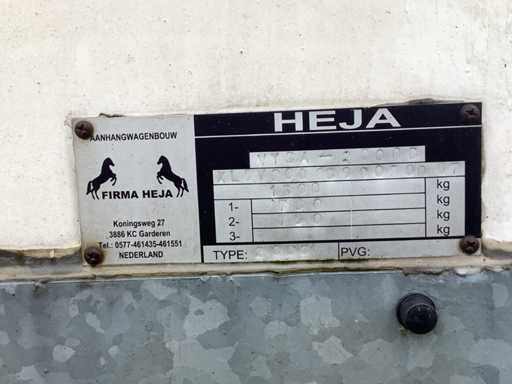 AANHANGWAGENBOUW
FIRMA HEJA
Koningsweg 27
3886 KC Garderen
Tel.: 0577-461435-461551
NEDERLAND
HEJA
kg
1- kg
2- kg
3- kg
TYPE: PVG: